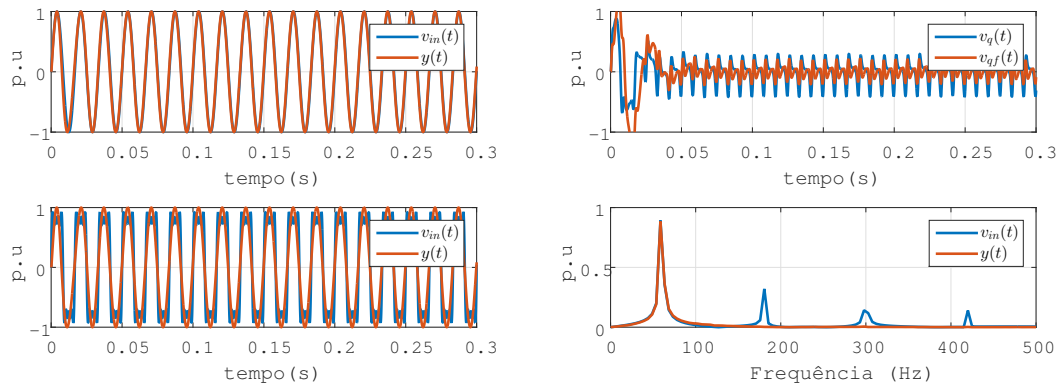 p.u
1
0
-1
v_in(t)
y(t)
0 0.05 0.1 0.15 0.2 0.25 0.3
tempo(s)
p.u
1
0
-1
v_q(t)
v_qf(t)
0 0.05 0.1 0.15 0.2 0.25 0.3
tempo(s)
p.u
1
0
-1
v_in(t)
y(t)
0 0.05 0.1 0.15 0.2 0.25 0.3
tempo(s)
p.u
1
0.5
0
v_in(t)
y(t)
0 100 200 300 400 500
Frequência (Hz)